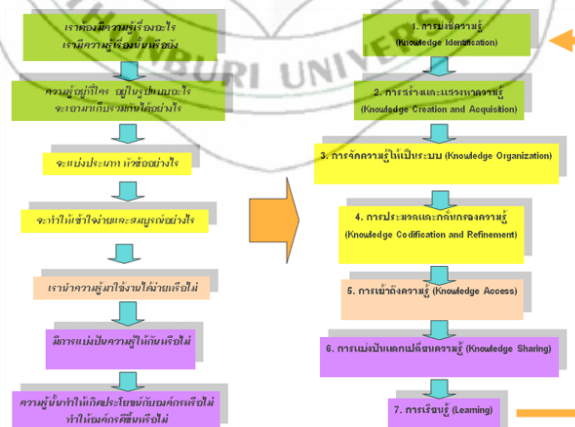 เราต้องมีความรู้เรื่องอะไร
เรามีความรู้เรื่องนั้นหรือยัง
ความรู้อยู่ที่ใคร อยู่ในรูปแบบอะไร
จะเอามาเก็บรวมกันได้อย่างไร
จะแบ่งประเภท หัวข้ออย่างไร
จะทำให้เข้าใจง่ายและสมบูรณ์อย่างไร
เรานำความรู้มาใช้งานได้ง่ายหรือไม่
มีการแบ่งปันความรู้ให้กันหรือไม่
ความรู้นั้นทำให้เกิดประโยชน์กับองค์กรหรือไม่
ทำให้องค์กรดีขึ้นหรือไม่
1. การบ่งชี้ความรู้
(Knowledge Identification)
2. การสร้างและแสวงหาความรู้
(Knowledge Creation and Acquisition)
3. การจัดความรู้ให้เป็นระบบ (Knowledge Organization)
4. การประมวลและกลั่นกรองความรู้
(Knowledge Codification and Refinement)
5. การเข้าถึงความรู้ (Knowledge Access)
6. การแบ่งปันแลกเปลี่ยนความรู้ (Knowledge Sharing)
7. การเรียนรู้ (Learning)